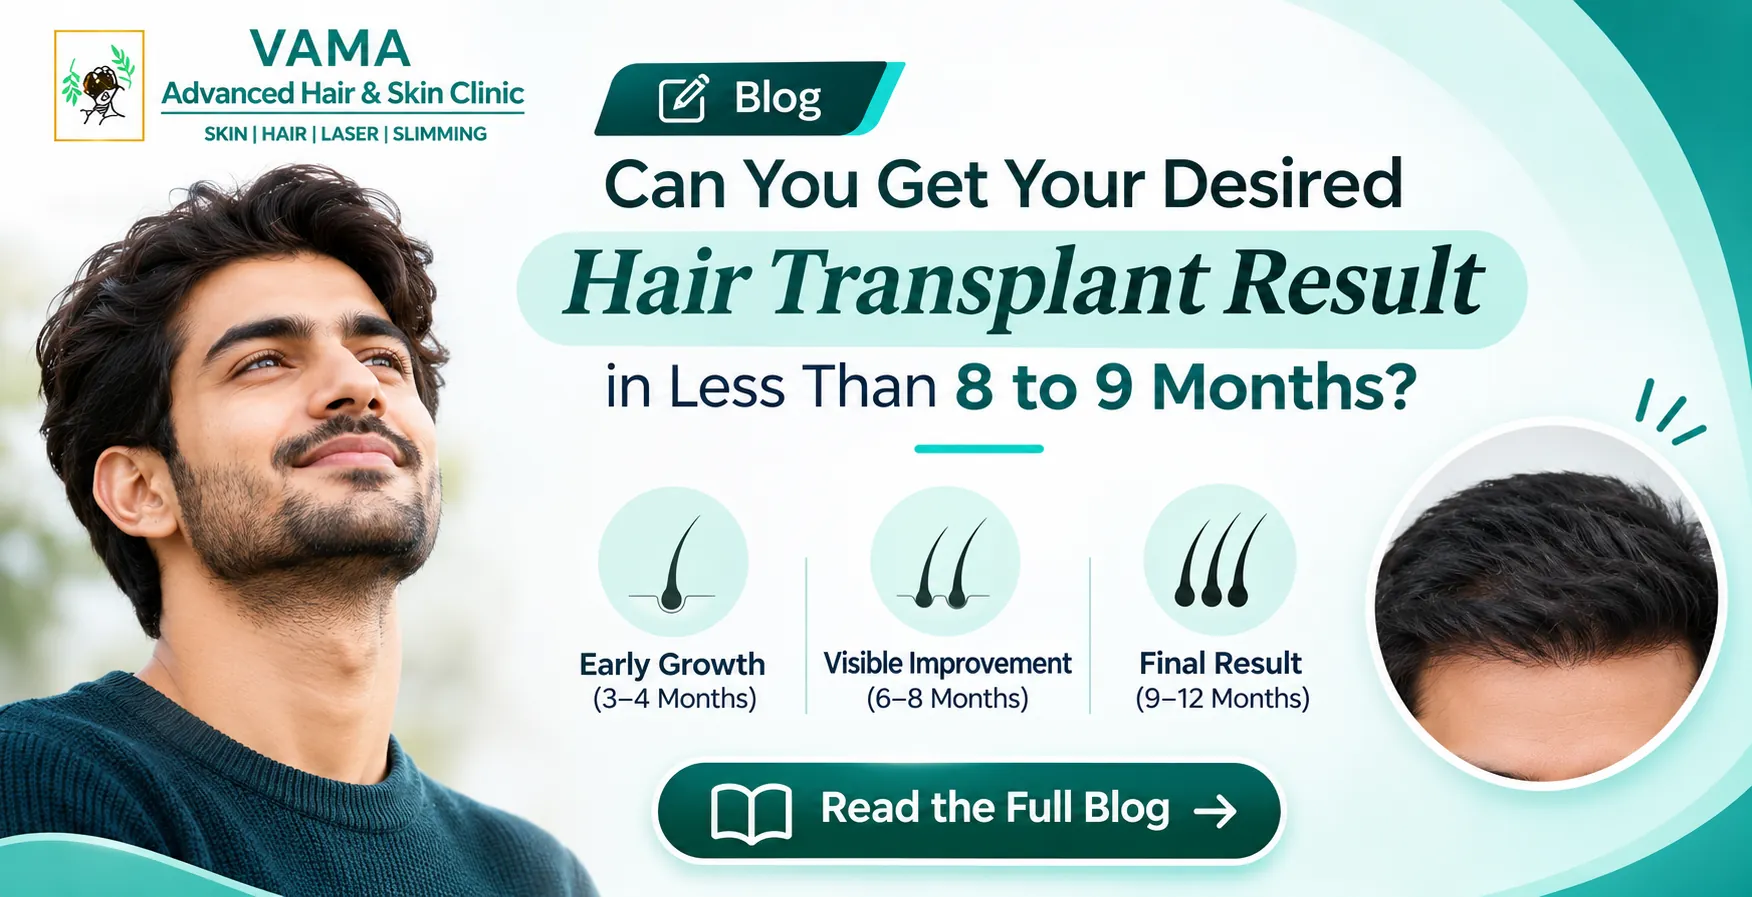 VAMA
Advanced Hair & Skin Clinic
SKIN | HAIR | LASER | SLIMMING
Blog
Can You Get Your Desired
Hair Transplant Result
in Less Than 8 to 9 Months?
Early Growth
(3–4 Months)
Visible Improvement
(6–8 Months)
Final Result
(9–12 Months)
Read the Full Blog →